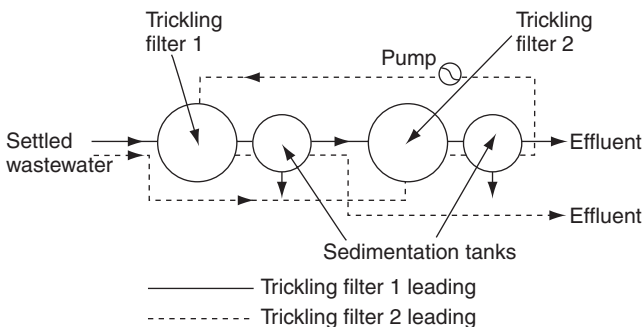 Trickling
filter 1
Trickling
filter 2
Pump
Settled
wastewater
Effluent
Effluent
Sedimentation tanks
Trickling filter 1 leading
Trickling filter 2 leading